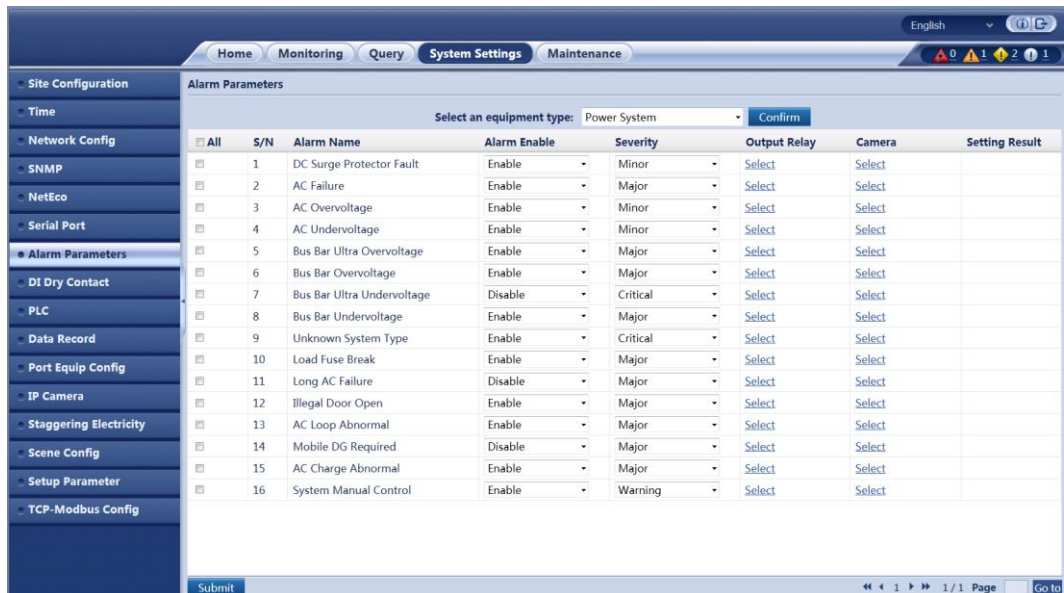 English
Home Monitoring Query System Settings Maintenance
0 1 2 1
Site Configuration
Time
Network Config
SNMP
NetEco
Serial Port
Alarm Parameters
DI Dry Contact
PLC
Data Record
Port Equip Config
IP Camera
Staggering Electricity
Scene Config
Setup Parameter
TCP-Modbus Config
Alarm Parameters
Select an equipment type: Power System Confirm
All S/N Alarm Name Alarm Enable Severity Output Relay Camera Setting Result
1 DC Surge Protector Fault Enable Minor Select Select
2 AC Failure Enable Major Select Select
3 AC Overvoltage Enable Minor Select Select
4 AC Undervoltage Enable Minor Select Select
5 Bus Bar Ultra Overvoltage Enable Major Select Select
6 Bus Bar Overvoltage Enable Major Select Select
7 Bus Bar Ultra Undervoltage Disable Critical Select Select
8 Bus Bar Undervoltage Enable Major Select Select
9 Unknown System Type Enable Critical Select Select
10 Load Fuse Break Enable Major Select Select
11 Long AC Failure Disable Major Select Select
12 Illegal Door Open Enable Major Select Select
13 AC Loop Abnormal Enable Major Select Select
14 Mobile DG Required Disable Major Select Select
15 AC Charge Abnormal Enable Major Select Select
16 System Manual Control Enable Warning Select Select
Submit 1 1/1 Page Go to